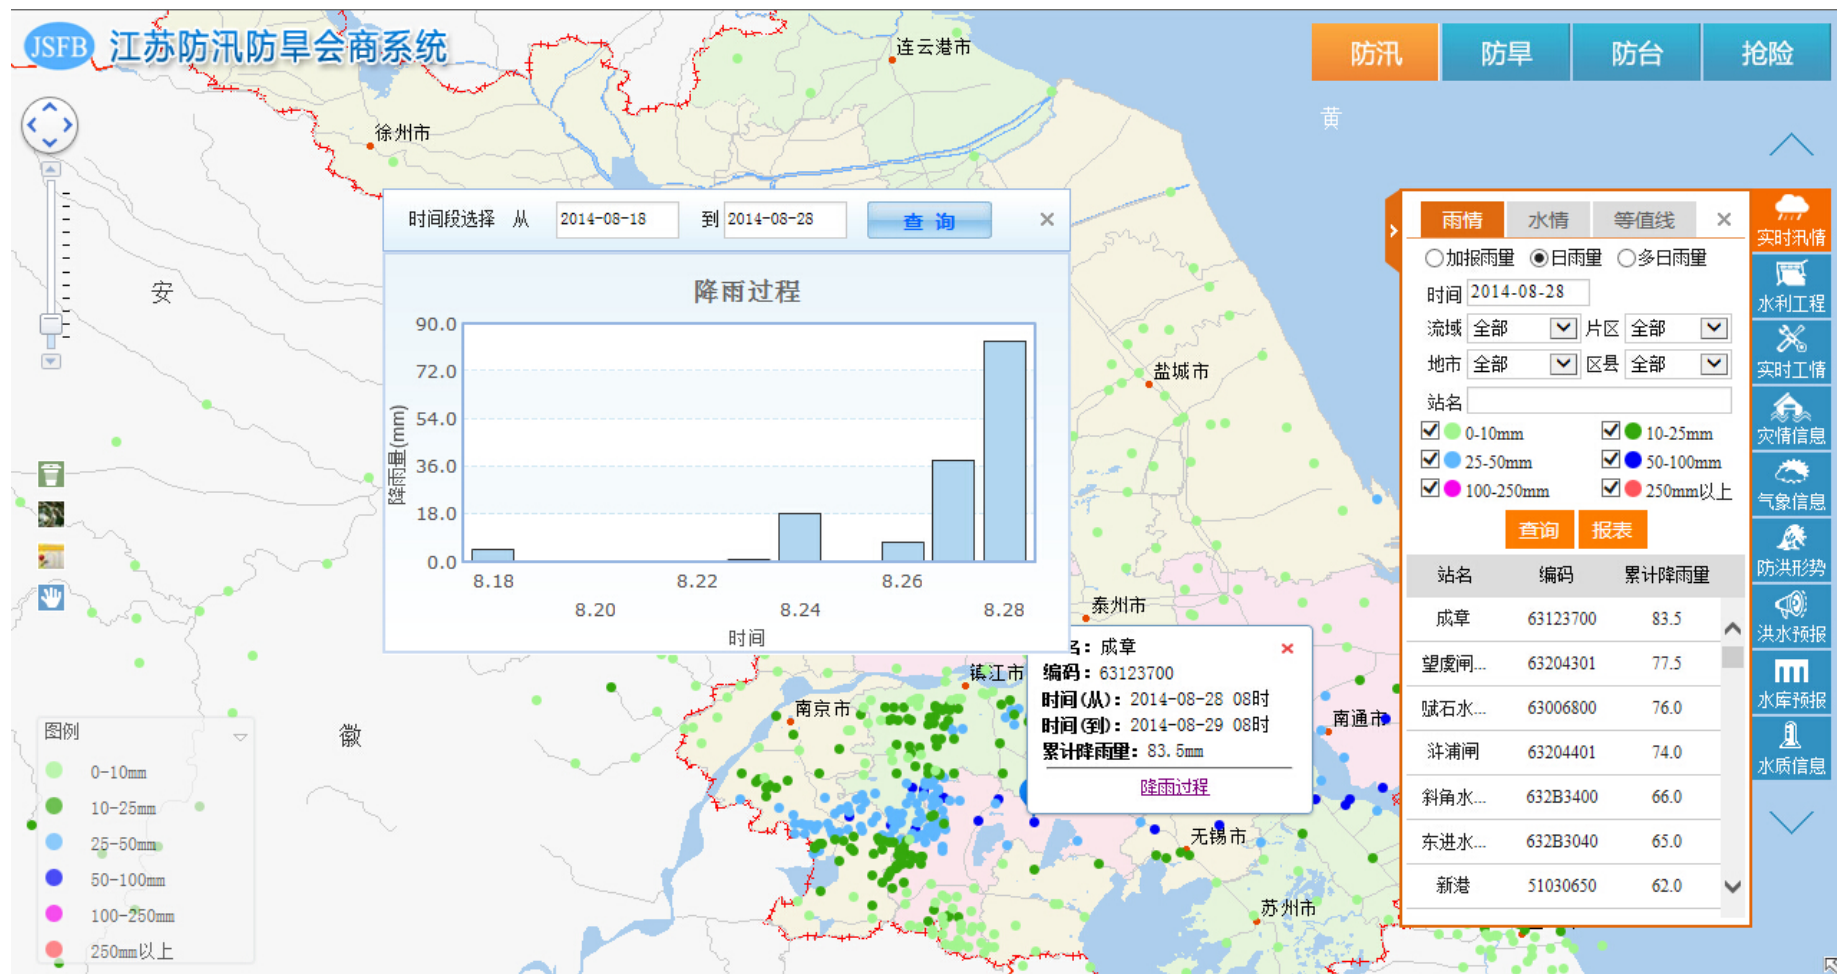 JSFB 江苏防汛防旱会商系统
防汛 防旱 防台 抢险
连云港市
徐州市
黄
安
徽
盐城市
泰州市
镇江市
南京市
南通市
无锡市
苏州市
时间段选择 从 2014-08-18 到 2014-08-28 查 询 ×
降雨过程
90.0
72.0
54.0
36.0
18.0
0.0
降雨量(mm)
8.18 8.22 8.26
8.20 8.24 8.28
时间
名：成章 ×
编码：63123700
时间(从)：2014-08-28 08时
时间(到)：2014-08-29 08时
累计降雨量：83.5mm
降雨过程
图例
0-10mm
10-25mm
25-50mm
50-100mm
100-250mm
250mm以上
雨情 水情 等值线 ×
加报雨量 日雨量 多日雨量
时间 2014-08-28
流域 全部 片区 全部
地市 全部 区县 全部
站名
0-10mm 10-25mm
25-50mm 50-100mm
100-250mm 250mm以上
查询 报表
站名 编码 累计降雨量
成章 63123700 83.5
望虞闸... 63204301 77.5
赋石水... 63006800 76.0
浒浦闸 63204401 74.0
斜角水... 632B3400 66.0
东进水... 632B3040 65.0
新港 51030650 62.0
实时汛情
水利工程
实时工情
灾情信息
气象信息
防洪形势
洪水预报
水库预报
水质信息